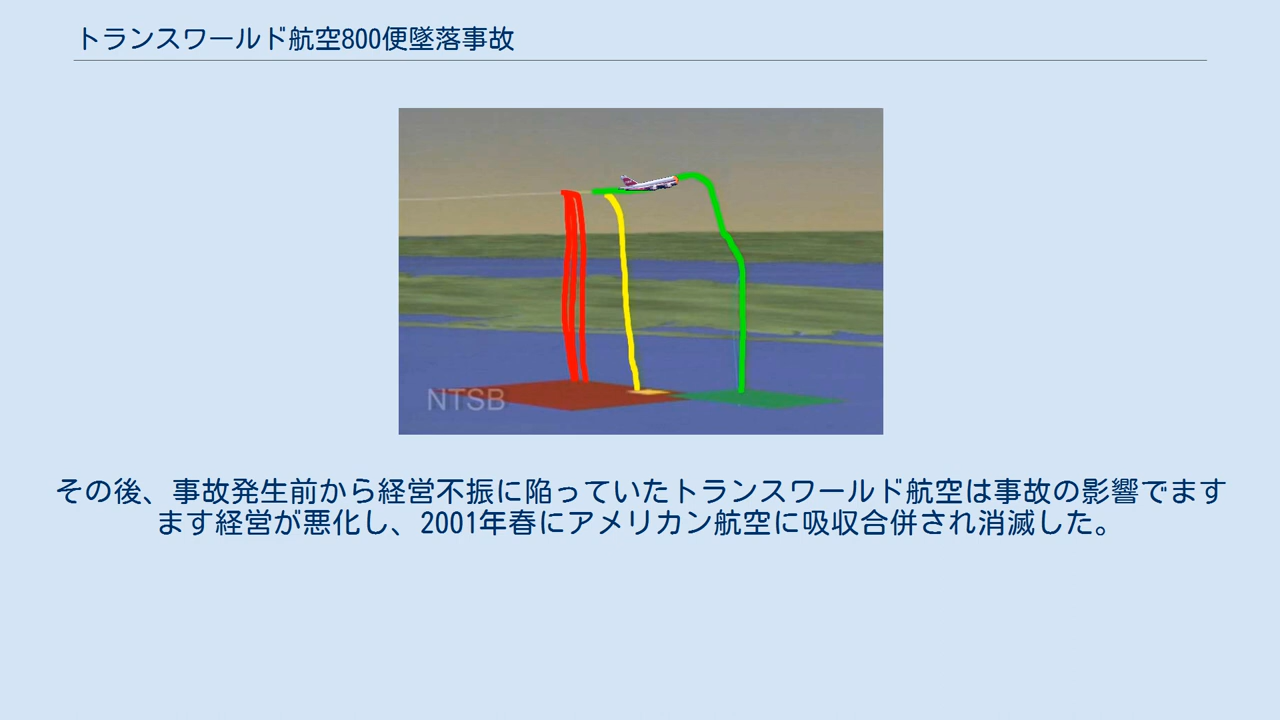 トランスワールド航空800便墜落事故
NTSB
その後、事故発生前から経営不振に陥っていたトランスワールド航空は事故の影響でます
ます経営が悪化し、2001年春にアメリカン航空に吸収合併され消滅した。